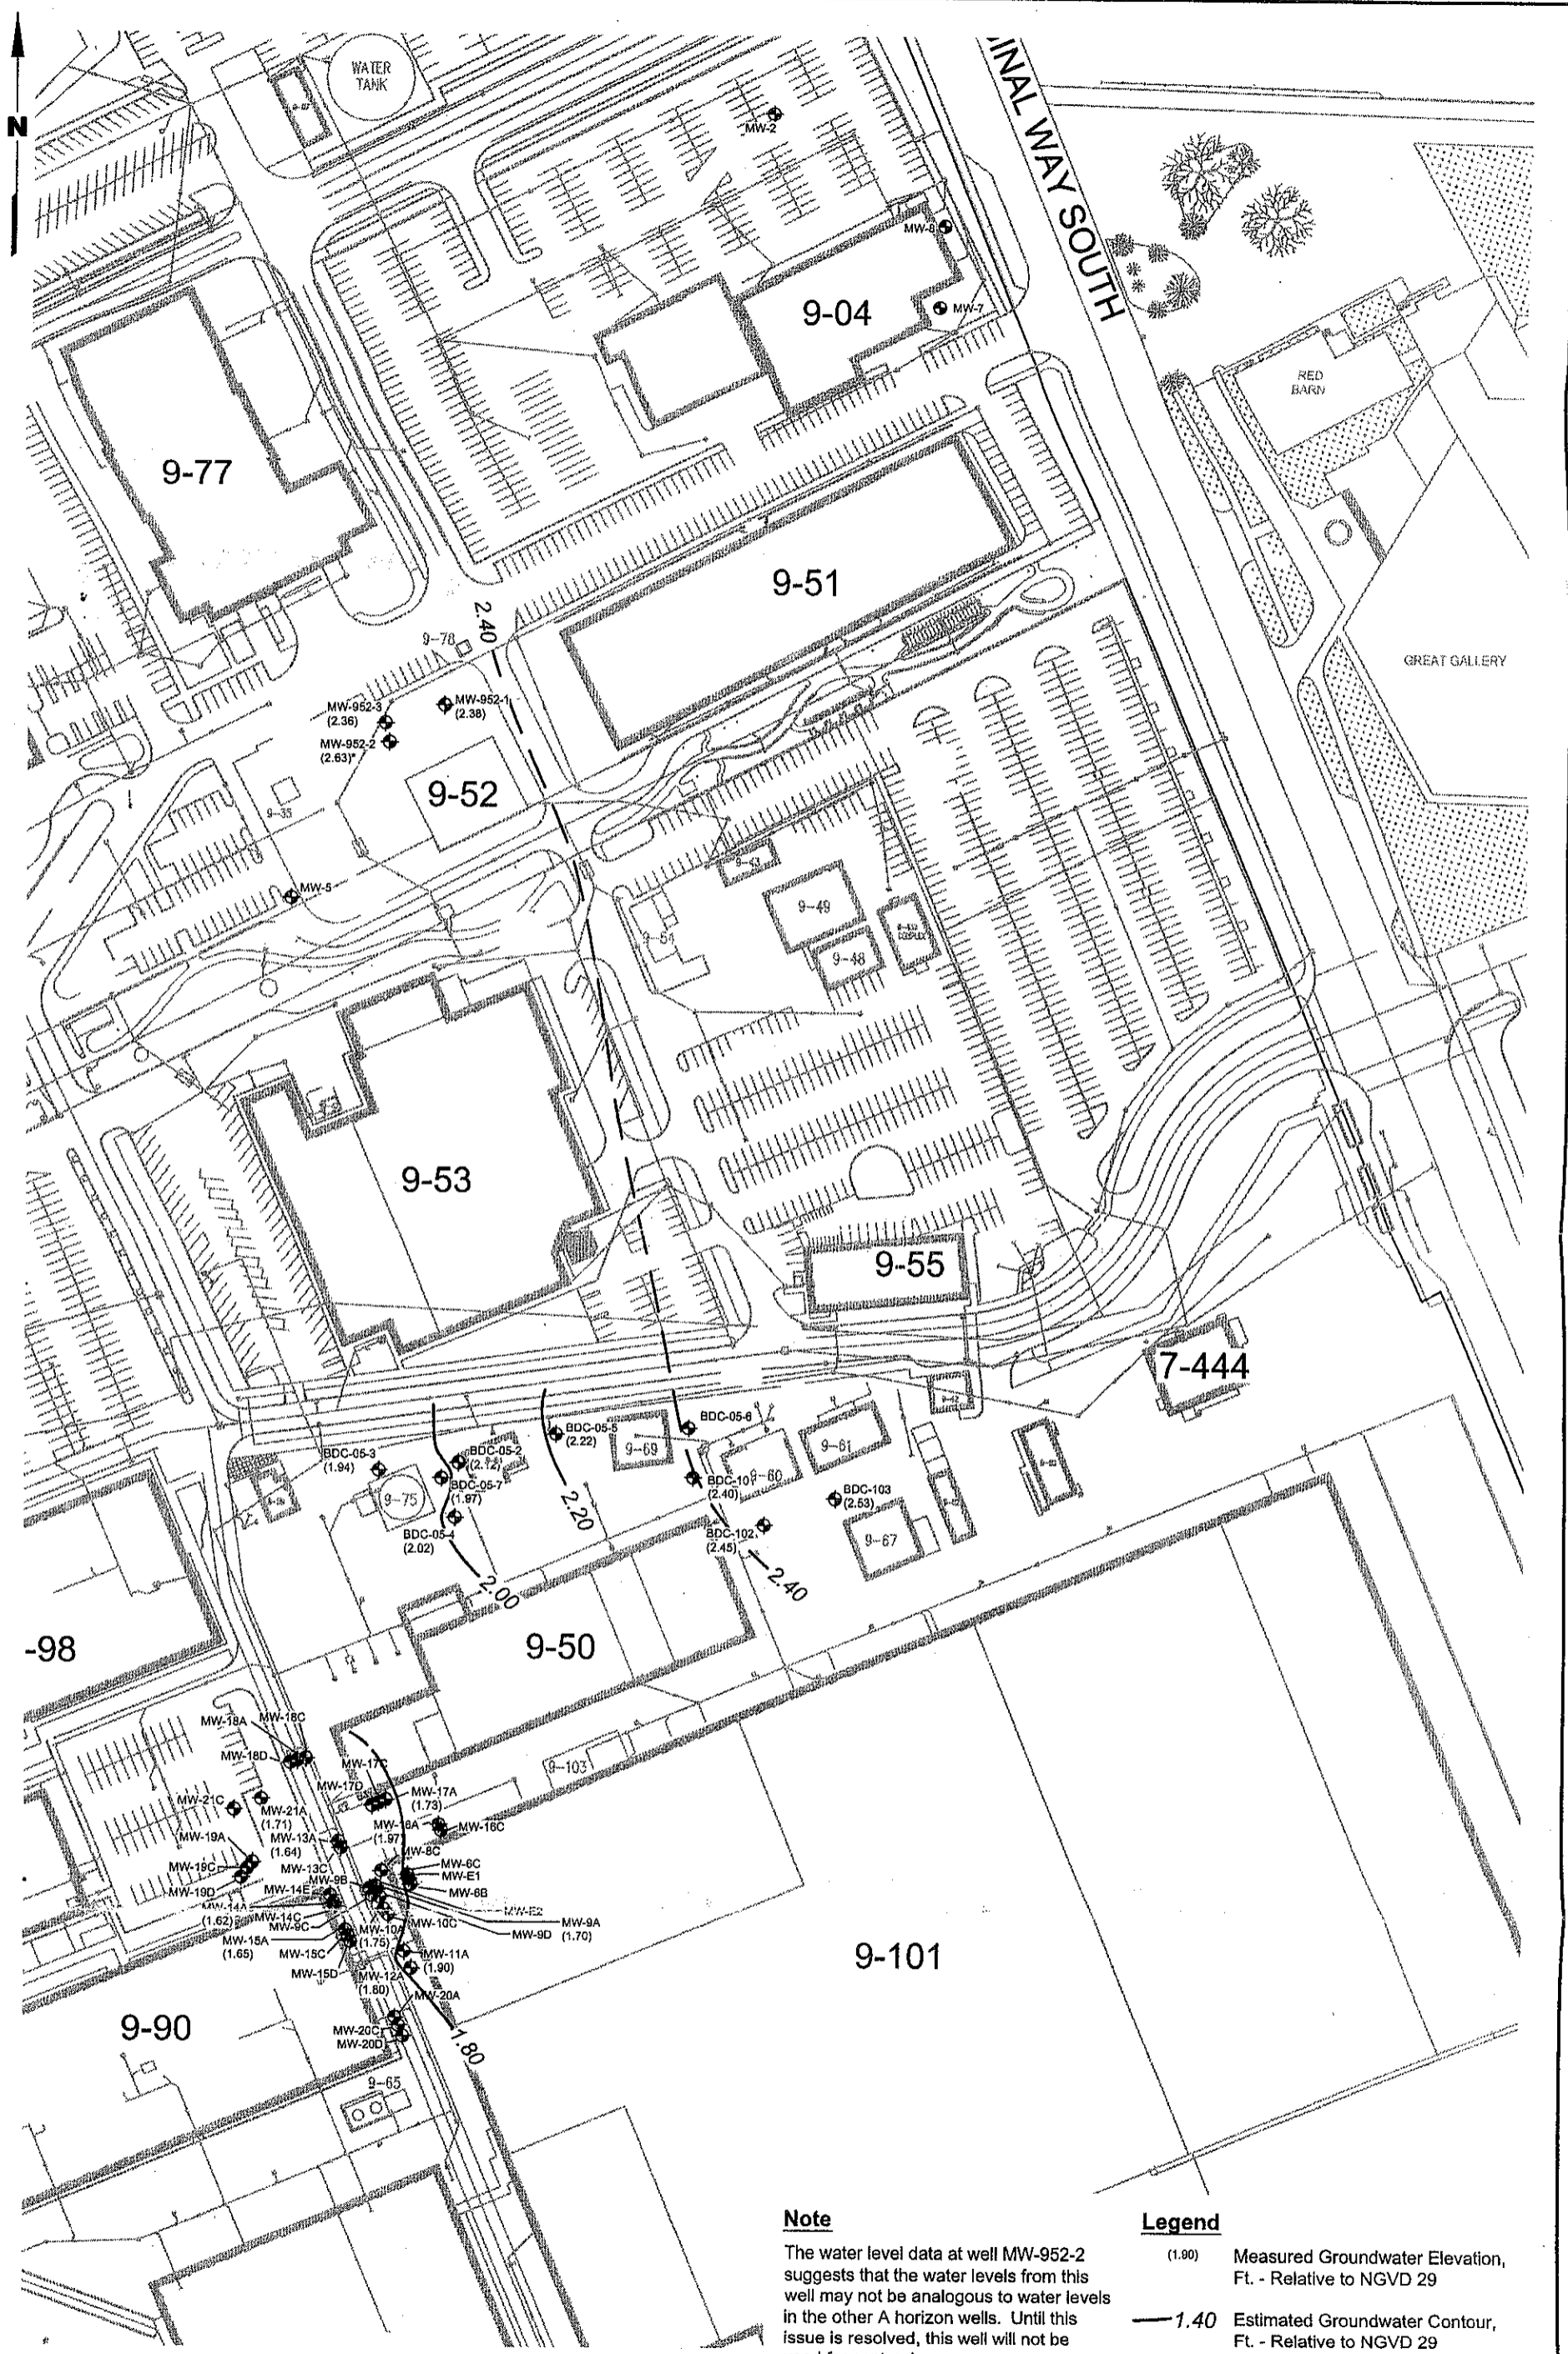 N
WATER
TANK
MW-2
INAL WAY SOUTH
MW-8
9-04
MW-7
RED
BARN
9-77
9-51
GREAT GALLERY
2.40
9-78
MW-952-1
(2.38)
MW-952-3
(2.36)
MW-952-2
(2.63)*
9-52
9-35
MW-5
9-49
9-48
COMPLEX
9-53
9-55
7-444
BDC-05-6
BDC-05-5
(2.22)
9-69
9-61
BDC-05-3
(1.94)
BDC-05-2
(2.12)
BDC-05-7
(1.97)
9-75
BDC-10
(2.40)
9-60
BDC-103
(2.53)
BDC-05-4
(2.02)
2.20
BDC-102
(2.45)
9-67
2.40
2.00
-98
9-50
MW-18A
MW-18C
MW-18D
MW-17C
9-103
MW-17D
MW-17A
(1.73)
MW-21C
MW-21A
(1.71)
MW-16A
(1.97)
MW-16C
MW-19A
MW-13A
(1.64)
MW-8C
MW-19C
MW-13C
MW-6C
MW-E1
MW-9B
MW-19D
MW-14E
MW-6B
MW-14A
(1.62)
MW-14C
MW-9C
MW-E2
MW-10C
MW-9A
(1.70)
MW-9D
MW-10A
(1.75)
MW-15A
(1.65)
MW-15C
MW-11A
(1.90)
MW-15D
MW-12A
(1.80)
9-101
MW-20A
9-90
MW-20C
MW-20D
1.80
9-65
Note
The water level data at well MW-952-2
suggests that the water levels from this
well may not be analogous to water levels
in the other A horizon wells. Until this
issue is resolved, this well will not be
Legend
(1.90) Measured Groundwater Elevation,
Ft. - Relative to NGVD 29
1.40 Estimated Groundwater Contour,
Ft. - Relative to NGVD 29